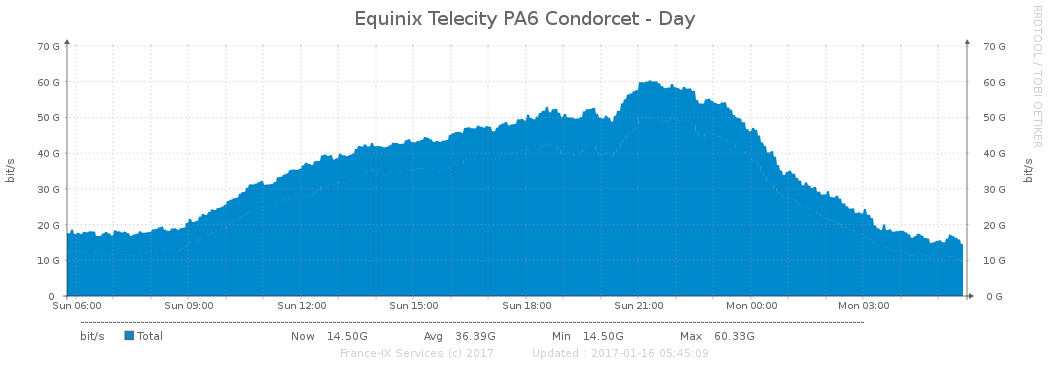 Equinix Telecity PA6 Condorcet - Day
RRDTOOL / TOBI OETIKER
70 G 70 G
60 G 60 G
50 G 50 G
40 G 40 G
30 G 30 G
20 G 20 G
10 G 10 G
0 0 G
bit/s bit/s
Sun 06:00 Sun 09:00 Sun 12:00 Sun 15:00 Sun 18:00 Sun 21:00 Mon 00:00 Mon 03:00
bit/s Total Now 14.50G Avg 36.39G Min 14.50G Max 60.33G
France-IX Services (c) 2017 Updated : 2017-01-16 05:45:09